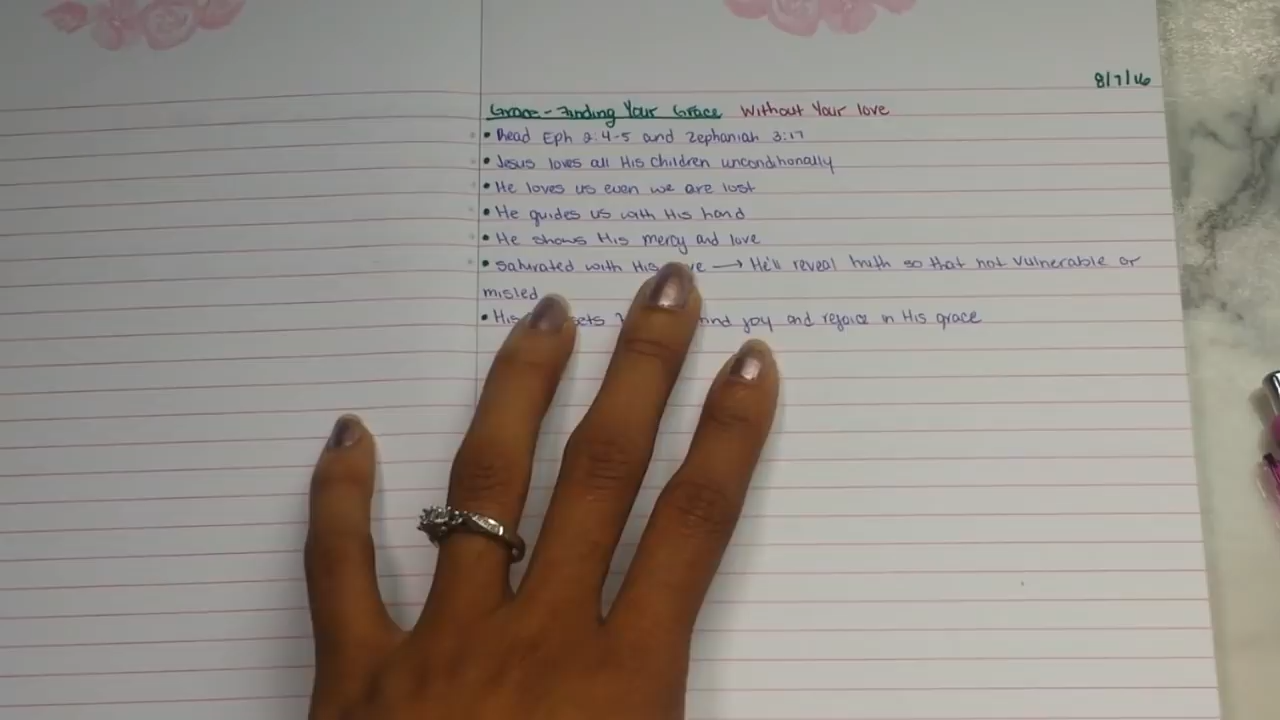 8/7/16
Grace - Finding Your Grace Without Your love
• Read Eph 2:4-5 and Zephaniah 3:17
• Jesus loves all His children unconditionally
• He loves us even we are lost
• He guides us with His hand
• He shows His mercy and love
• Saturated with His → He'll reveal truth so that not vulnerable or
misled
• His joy and rejoice in His grace